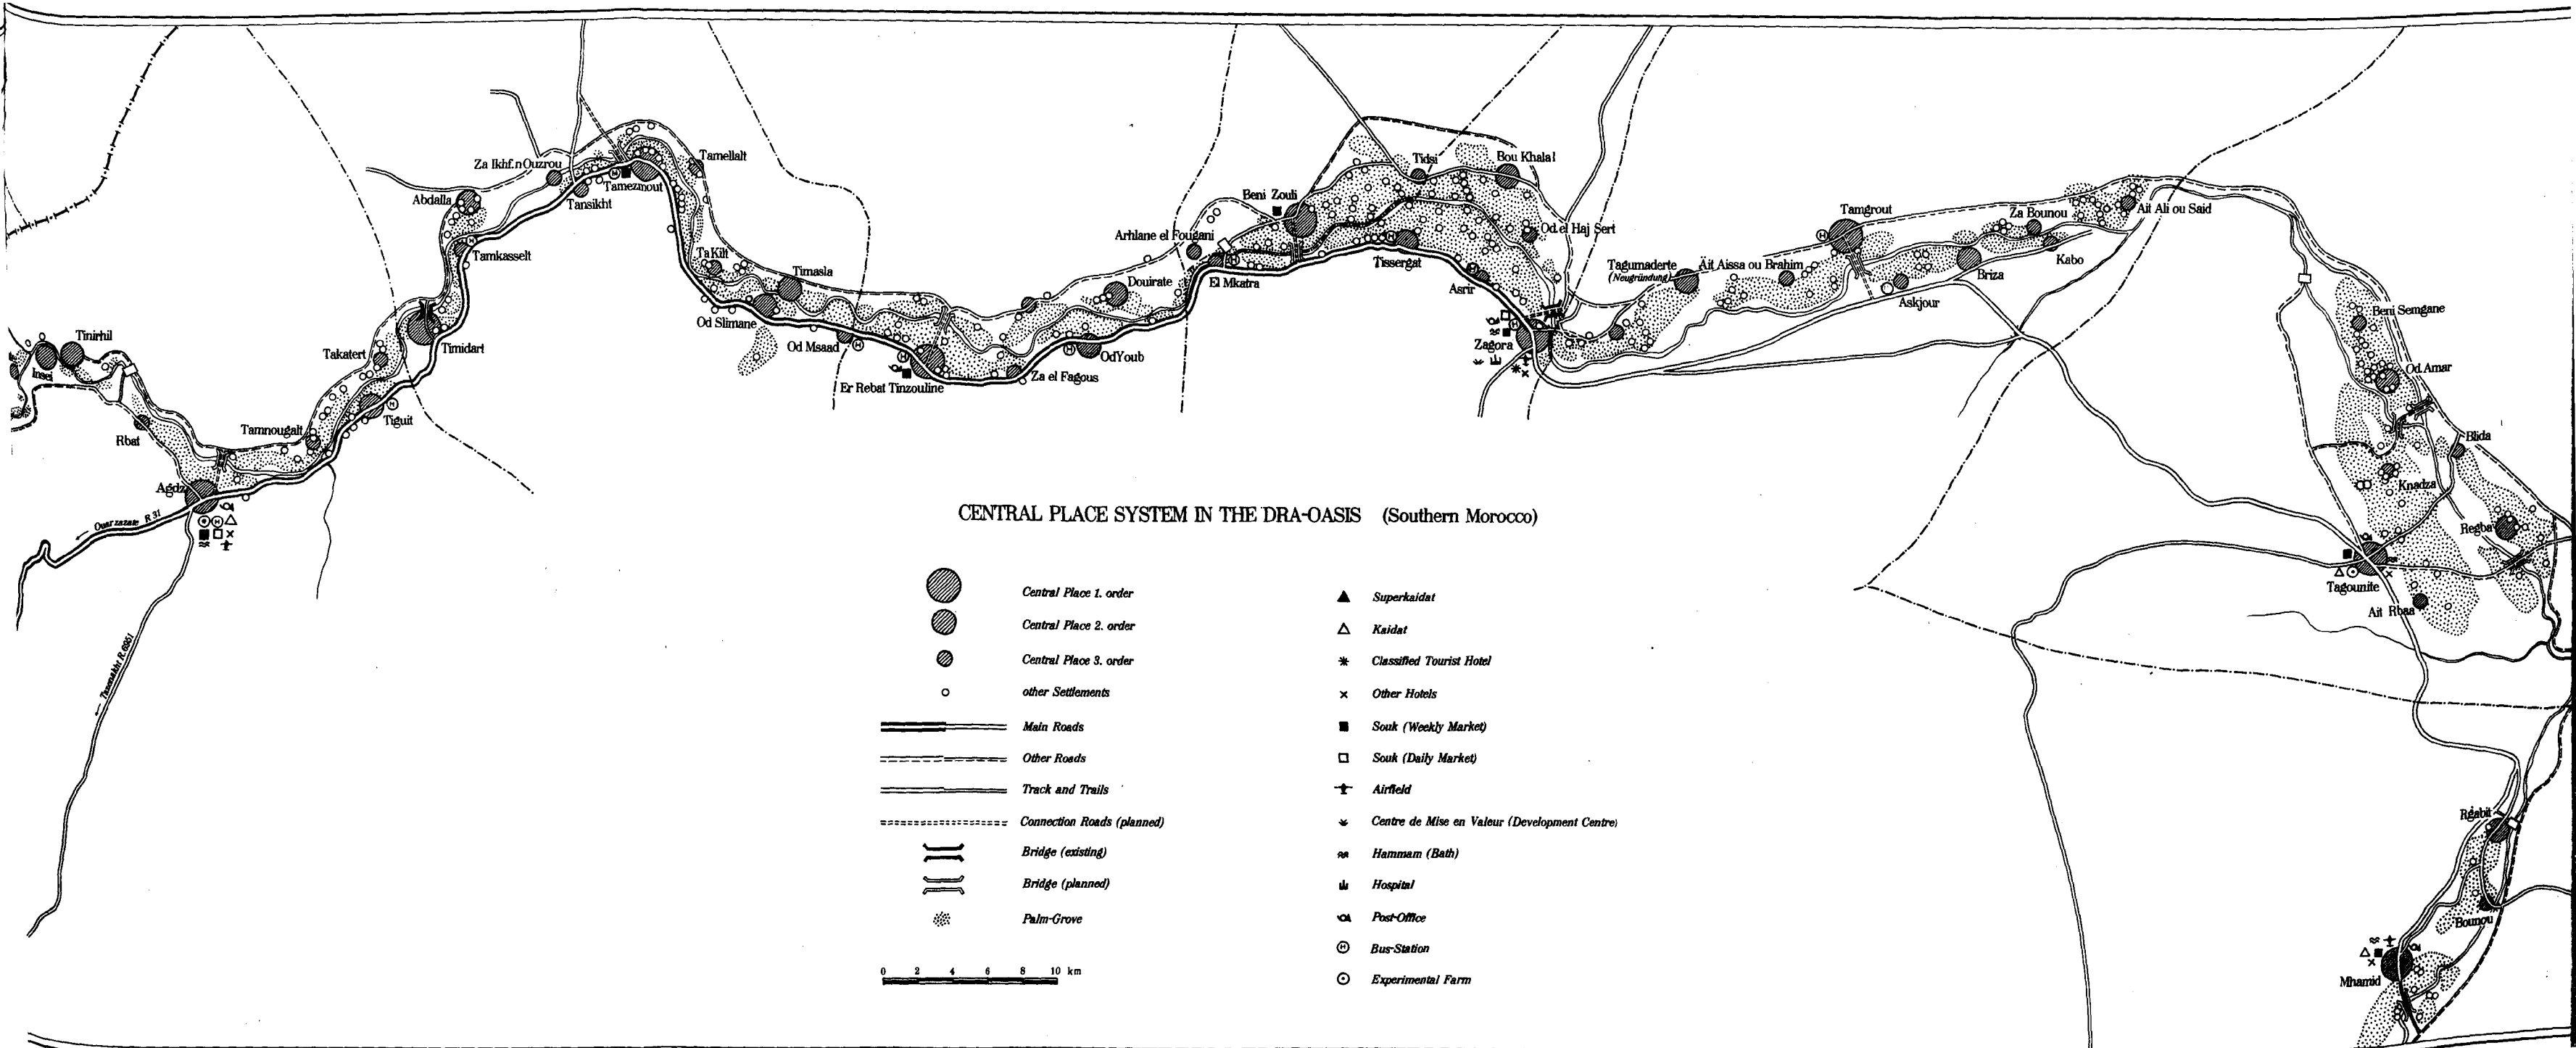 Tinirhil
Insei
Rbat
Agdz
Ouarzazate R 31
Tazenakht R. 6951
Tamnougalt
Takatert
Tiguit
Timidart
Abdalla
Tamkasselt
Za Ikhf.n Ouzrou
Tansikht
Tamezmout
Tamellalt
Ta Kilt
Timasla
Od Slimane
Od Msaad
Er Rebat Tinzouline
Za el Fagous
Od Youb
Douirate
Arhlane el Fougani
El Mkatra
Beni Zouli
Tissergat
Tidsi
Bou Khalal
Od. el Haj Sert
Asrir
Zagora
Tagumaderte
(Neugründung)
Äit Aissa ou Brahim
Tamgrout
Askjour
Briza
Za Bounou
Kabo
Ait Ali ou Said
Beni Semgane
Od. Amar
Blida
Knadza
Regba
Tagounite
Ait Rbaa
Rgabit
Bounou
Mhamid
CENTRAL PLACE SYSTEM IN THE DRA-OASIS (Southern Morocco)
Central Place 1. order
Central Place 2. order
Central Place 3. order
other Settlements
Main Roads
Other Roads
Track and Trails
Connection Roads (planned)
Bridge (existing)
Bridge (planned)
Palm-Grove
0 2 4 6 8 10 km
Superkaidat
Kaidat
Classified Tourist Hotel
Other Hotels
Souk (Weekly Market)
Souk (Daily Market)
Airfield
Centre de Mise en Valeur (Development Centre)
Hammam (Bath)
Hospital
Post-Office
H Bus-Station
Experimental Farm